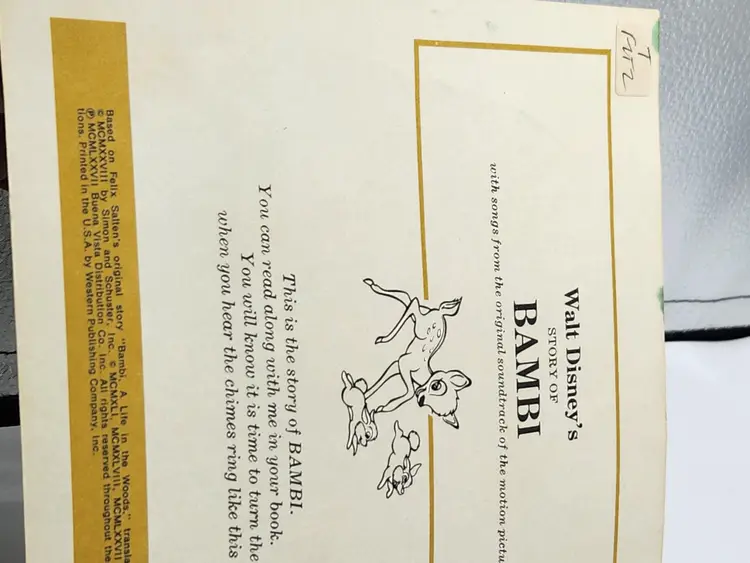 Walt Disney's
STORY OF
BAMBI
with songs from the original soundtrack of the motion pictu
This is the story of BAMBI.
You can read along with me in your book.
You will know it is time to turn the
when you hear the chimes ring like this
Based on Felix Salten's original story "Bambi, A Life in the Woods," transla
© MCMXXVIII by Simon and Schuster, Inc. © MCMXLI, MCMXLVIII, MCMLXXVII
Ⓟ MCMLXXVII Buena Vista Distribution Co. Inc. All rights reserved throughout the
tions. Printed in the U.S.A. by Western Publishing Company, Inc.